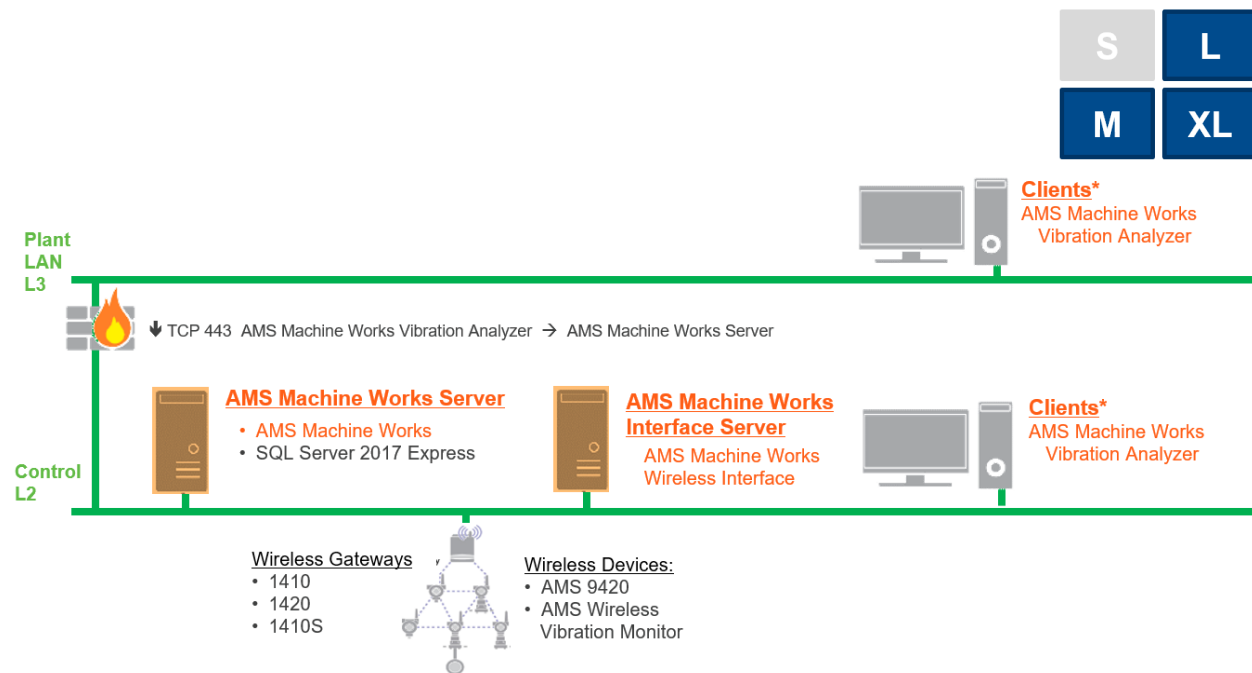 S
L
M
XL
Clients*
AMS Machine Works
Vibration Analyzer
Plant
LAN
L3
🡇 TCP 443 AMS Machine Works Vibration Analyzer → AMS Machine Works Server
AMS Machine Works Server
• AMS Machine Works
• SQL Server 2017 Express
AMS Machine Works
Interface Server
AMS Machine Works
Wireless Interface
Clients*
AMS Machine Works
Vibration Analyzer
Control
L2
Wireless Gateways
• 1410
• 1420
• 1410S
y
Wireless Devices:
• AMS 9420
• AMS Wireless
Vibration Monitor